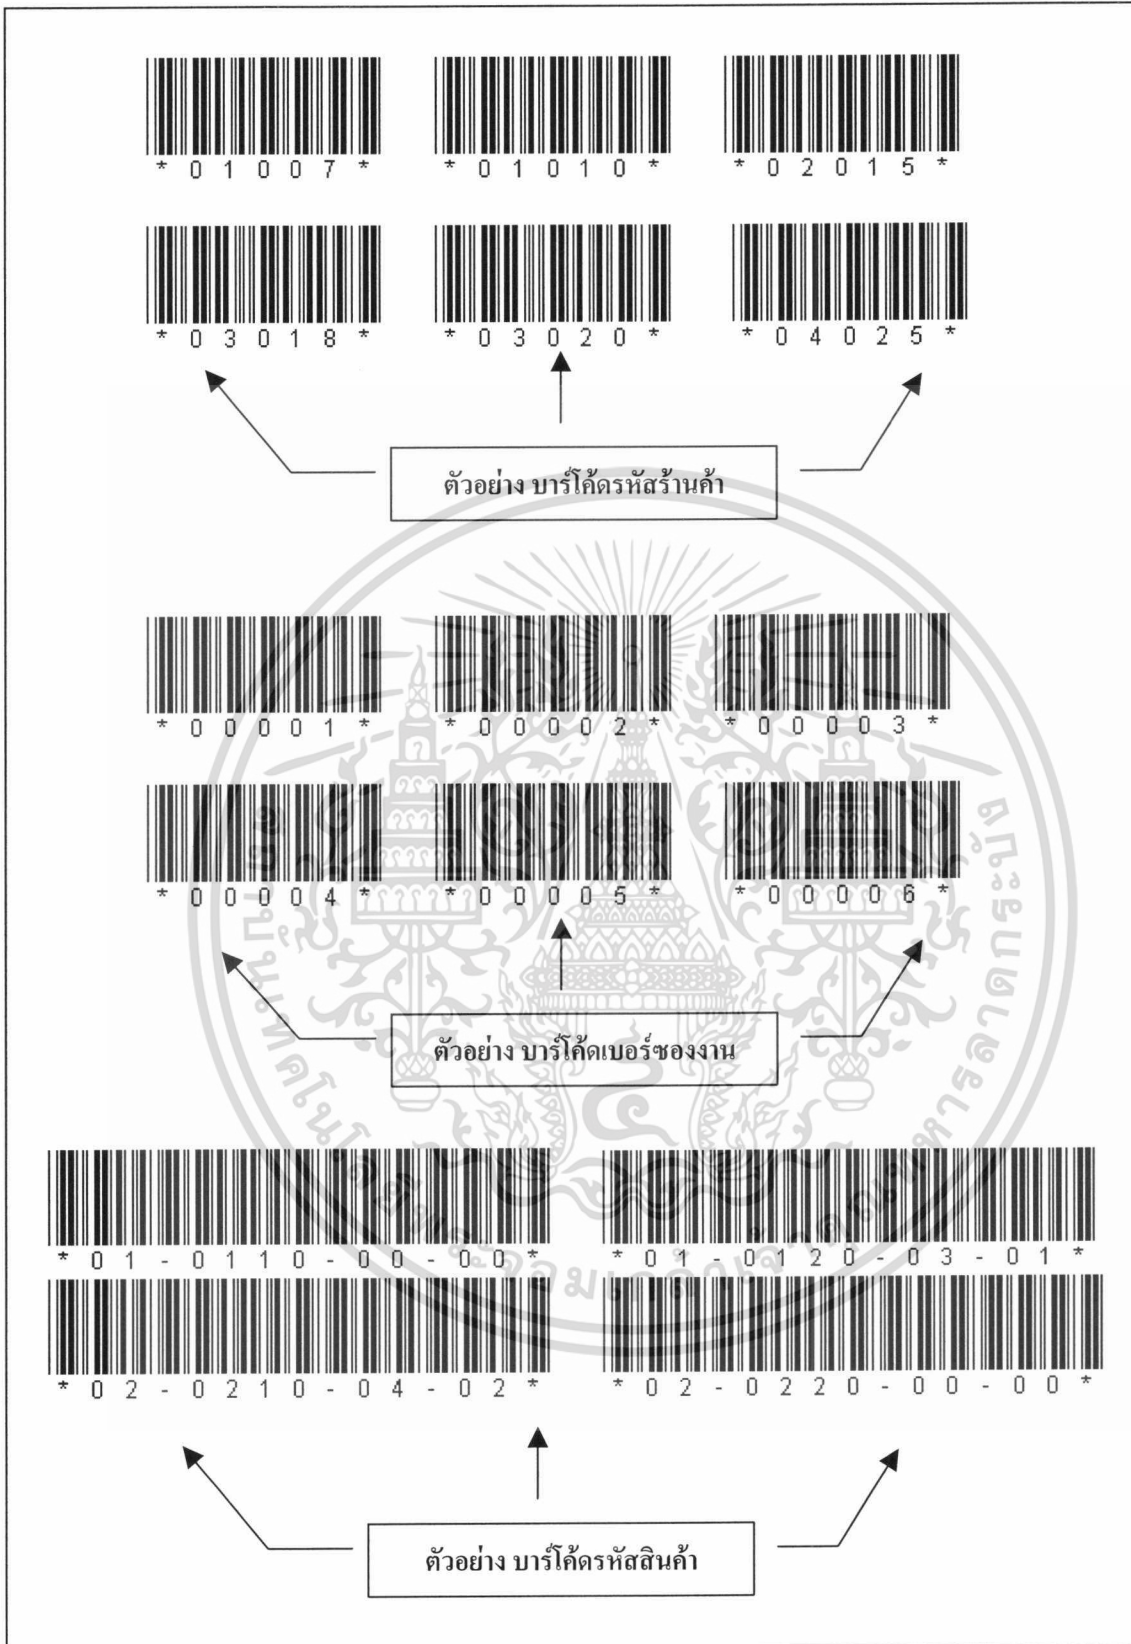 *01007* *01010* *02015*
*03018* *03020* *04025*
ตัวอย่าง บาร์โค้ดรหัสร้านค้า
*00001* *00002* *00003*
*00004* *00005* *00006*
ตัวอย่าง บาร์โค้ดเบอร์ซองงาน
*01-0110-00-00* *01-0120-03-01*
*02-0210-04-02* *02-0220-00-00*
ตัวอย่าง บาร์โค้ดรหัสสินค้า